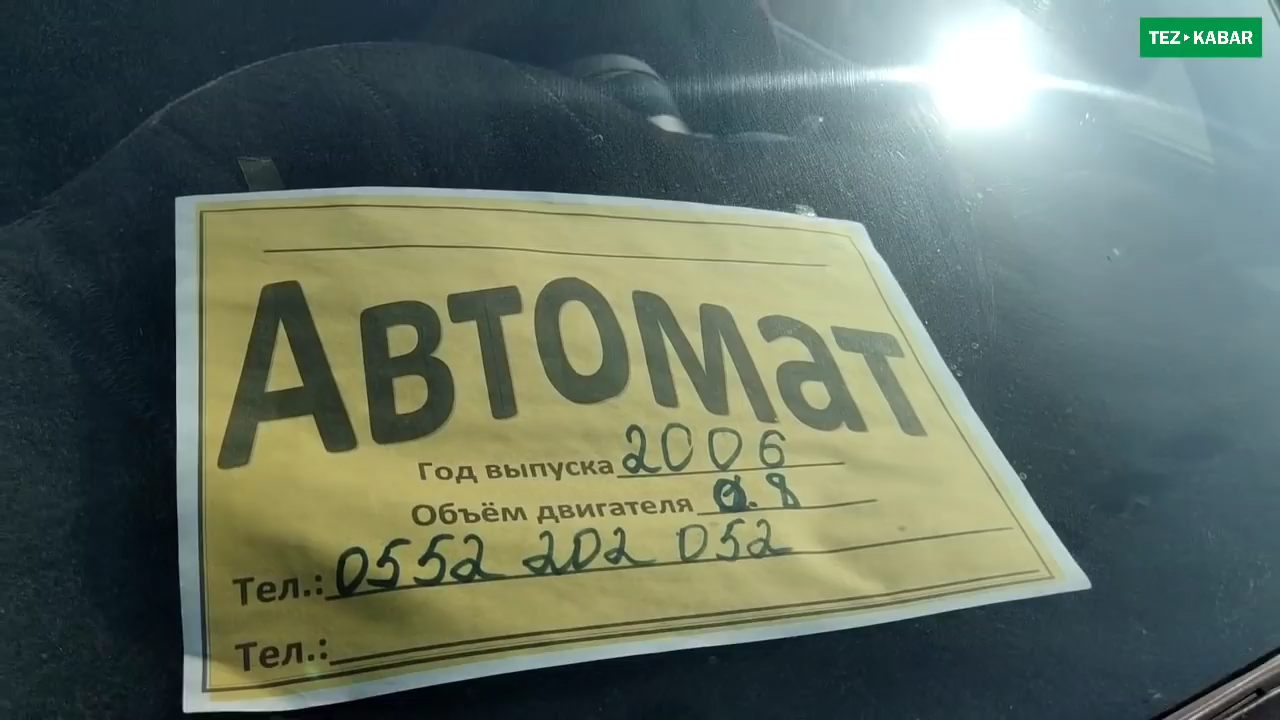 TEZ KABAR
Автомат
Год выпуска 2006
Объём двигателя 0.8
Тел.: 0552 202 052
Тел.: